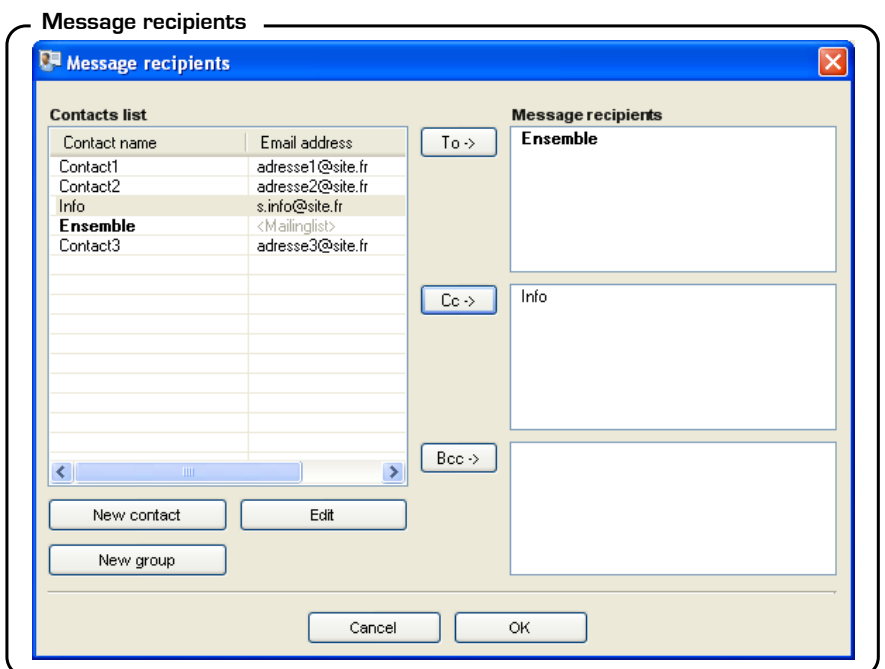 Message recipients
Message recipients
Contacts list
Contact name Email address
Contact1 adresse1@site.fr
Contact2 adresse2@site.fr
Info s.info@site.fr
Ensemble <Mailinglist>
Contact3 adresse3@site.fr
New contact Edit
New group
To ->
Cc ->
Bcc ->
Message recipients
Ensemble
Info
Cancel OK